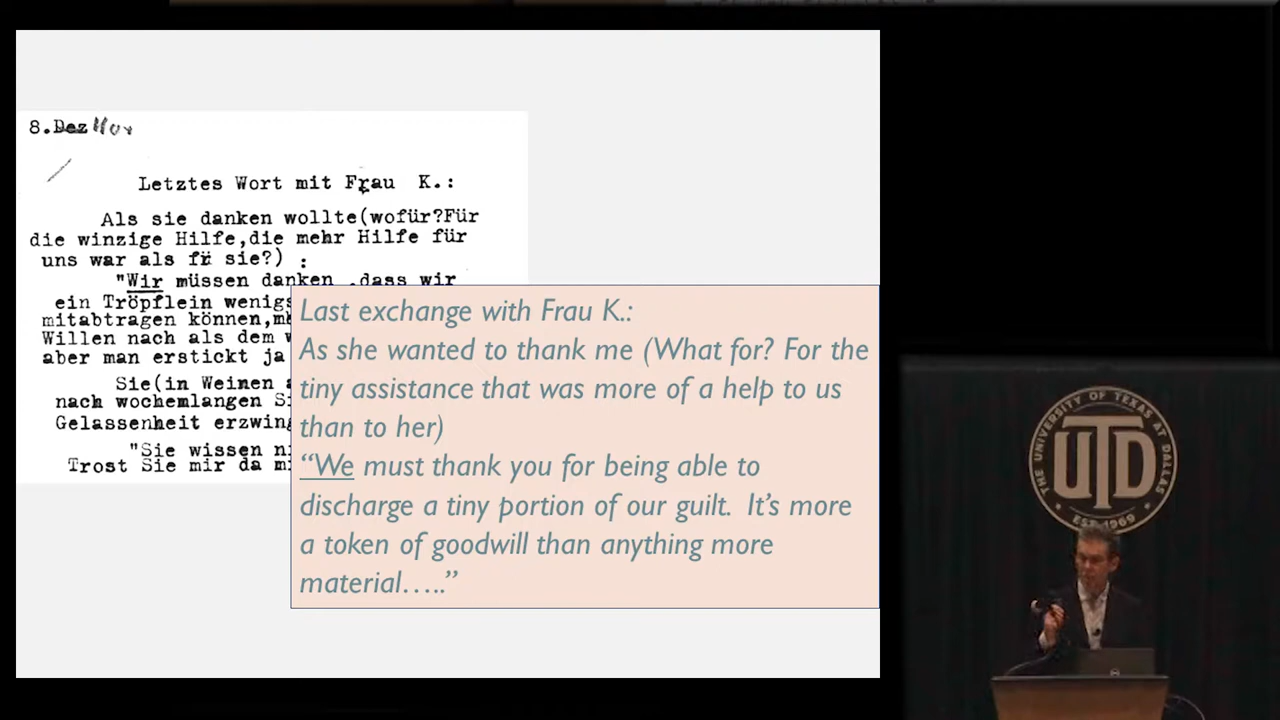 8.Dez Nov
Letztes Wort mit Frau K.:
Als sie danken wollte(wofür?Für
die winzige Hilfe,die mehr Hilfe für
uns war als für sie?) :
"Wir müssen danken ,dass wir
ein Tröpflein wenigs
mitabtragen können,
Willen nach als dem
aber man erstickt ja
Sie(in Weinen
nach wochemlangen
Gelassenheit erzwing
"Sie wissen
Trost Sie mir da
Last exchange with Frau K.:
As she wanted to thank me (What for? For the
tiny assistance that was more of a help to us
than to her)
“We must thank you for being able to
discharge a tiny portion of our guilt. It’s more
a token of goodwill than anything more
material…..”
THE UNIVERSITY OF TEXAS AT DALLAS
UTD
EST 1969